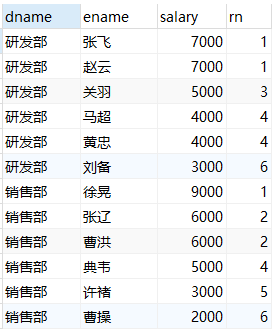 dname ename salary rn
研发部 张飞 7000 1
研发部 赵云 7000 1
研发部 关羽 5000 3
研发部 马超 4000 4
研发部 黄忠 4000 4
研发部 刘备 3000 6
销售部 徐晃 9000 1
销售部 张辽 6000 2
销售部 曹洪 6000 2
销售部 典韦 5000 4
销售部 许褚 3000 5
销售部 曹操 2000 6